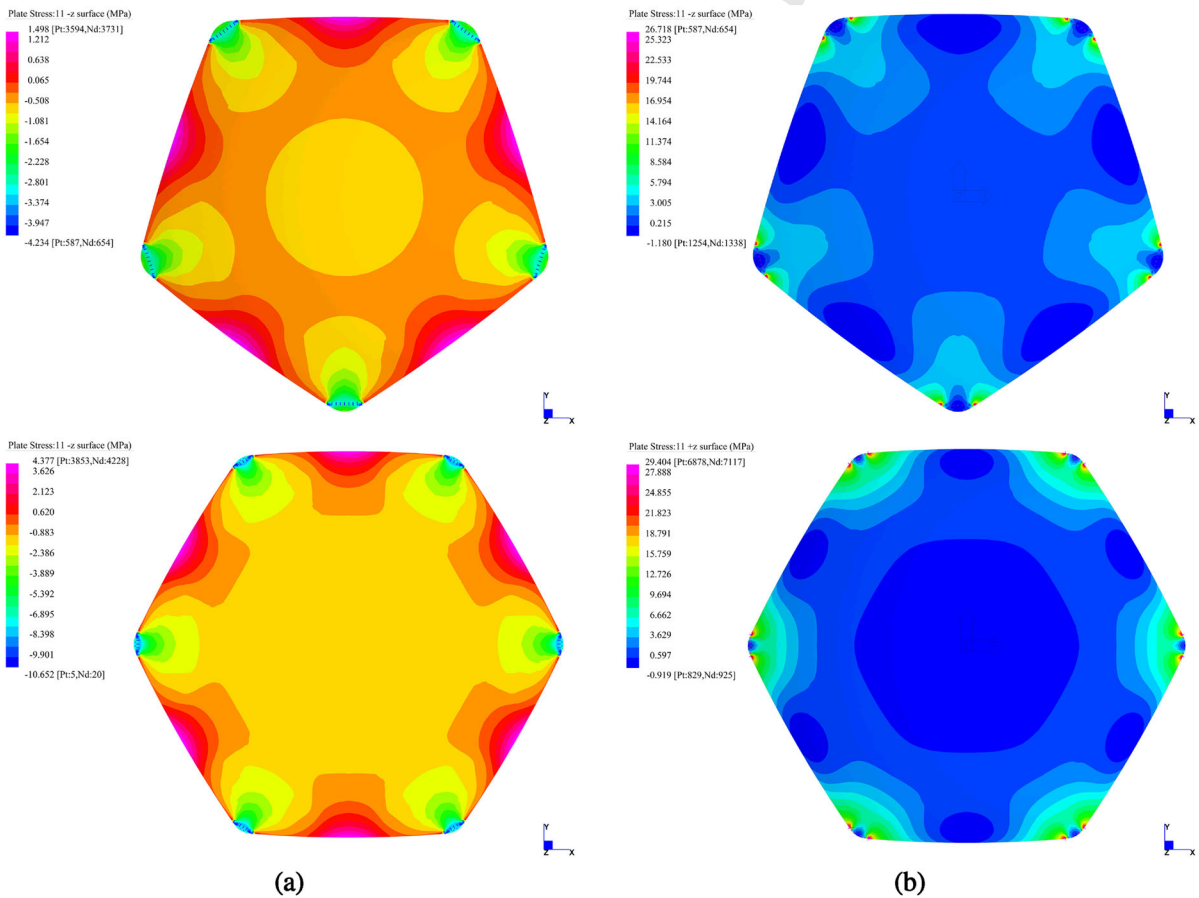 Plate Stress:11 -z surface (MPa)
1.498 [Pt:3594,Nd:3731]
1.212
0.638
0.065
-0.508
-1.081
-1.654
-2.228
-2.801
-3.374
-3.947
-4.234 [Pt:587,Nd:654]
Y
Z X
Plate Stress:11 -z surface (MPa)
26.718 [Pt:587,Nd:654]
25.323
22.533
19.744
16.954
14.164
11.374
8.584
5.794
3.005
0.215
-1.180 [Pt:1254,Nd:1338]
Y
Z X
Plate Stress:11 -z surface (MPa)
4.377 [Pt:3853,Nd:4228]
3.626
2.123
0.620
-0.883
-2.386
-3.889
-5.392
-6.895
-8.398
-9.901
-10.652 [Pt:5,Nd:20]
Y
Z X
Plate Stress:11 +z surface (MPa)
29.404 [Pt:6878,Nd:7117]
27.888
24.855
21.823
18.791
15.759
12.726
9.694
6.662
3.629
0.597
-0.919 [Pt:829,Nd:925]
Y
Z X
(a)
(b)